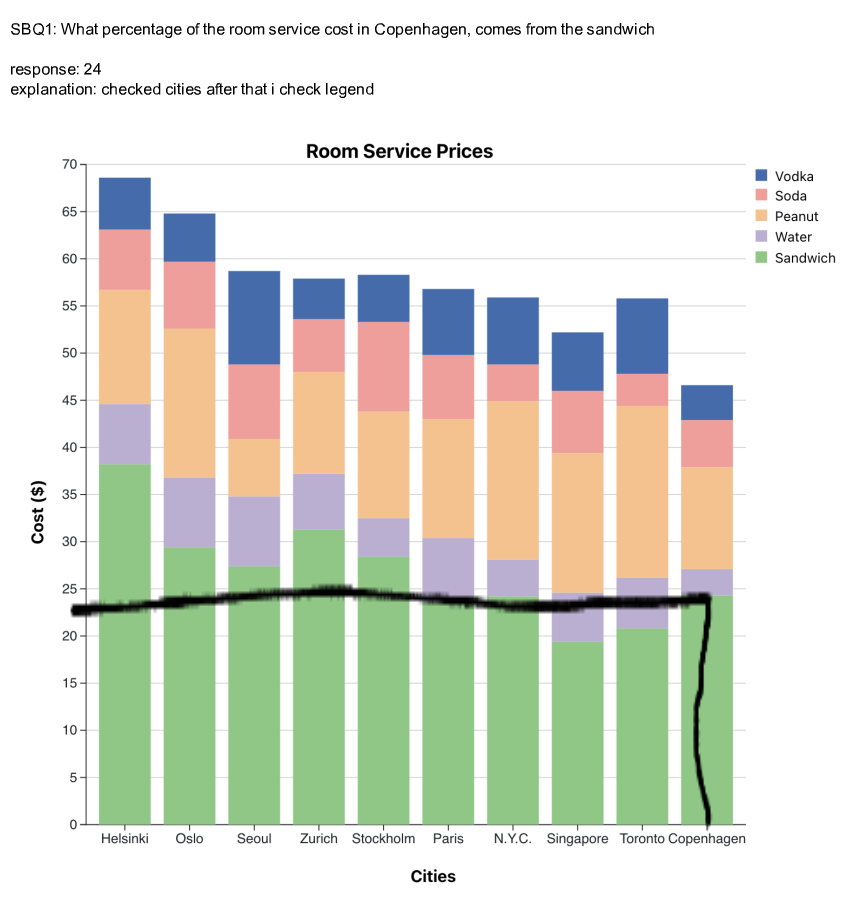 SBQ1: What percentage of the room service cost in Copenhagen, comes from the sandwich
response: 24
explanation: checked cities after that i check legend
Room Service Prices
70
65
60
55
50
45
40
35
30
25
20
15
10
5
0
Cost ($)
Helsinki Oslo Seoul Zurich Stockholm Paris N.Y.C. Singapore Toronto Copenhagen
Cities
Vodka
Soda
Peanut
Water
Sandwich